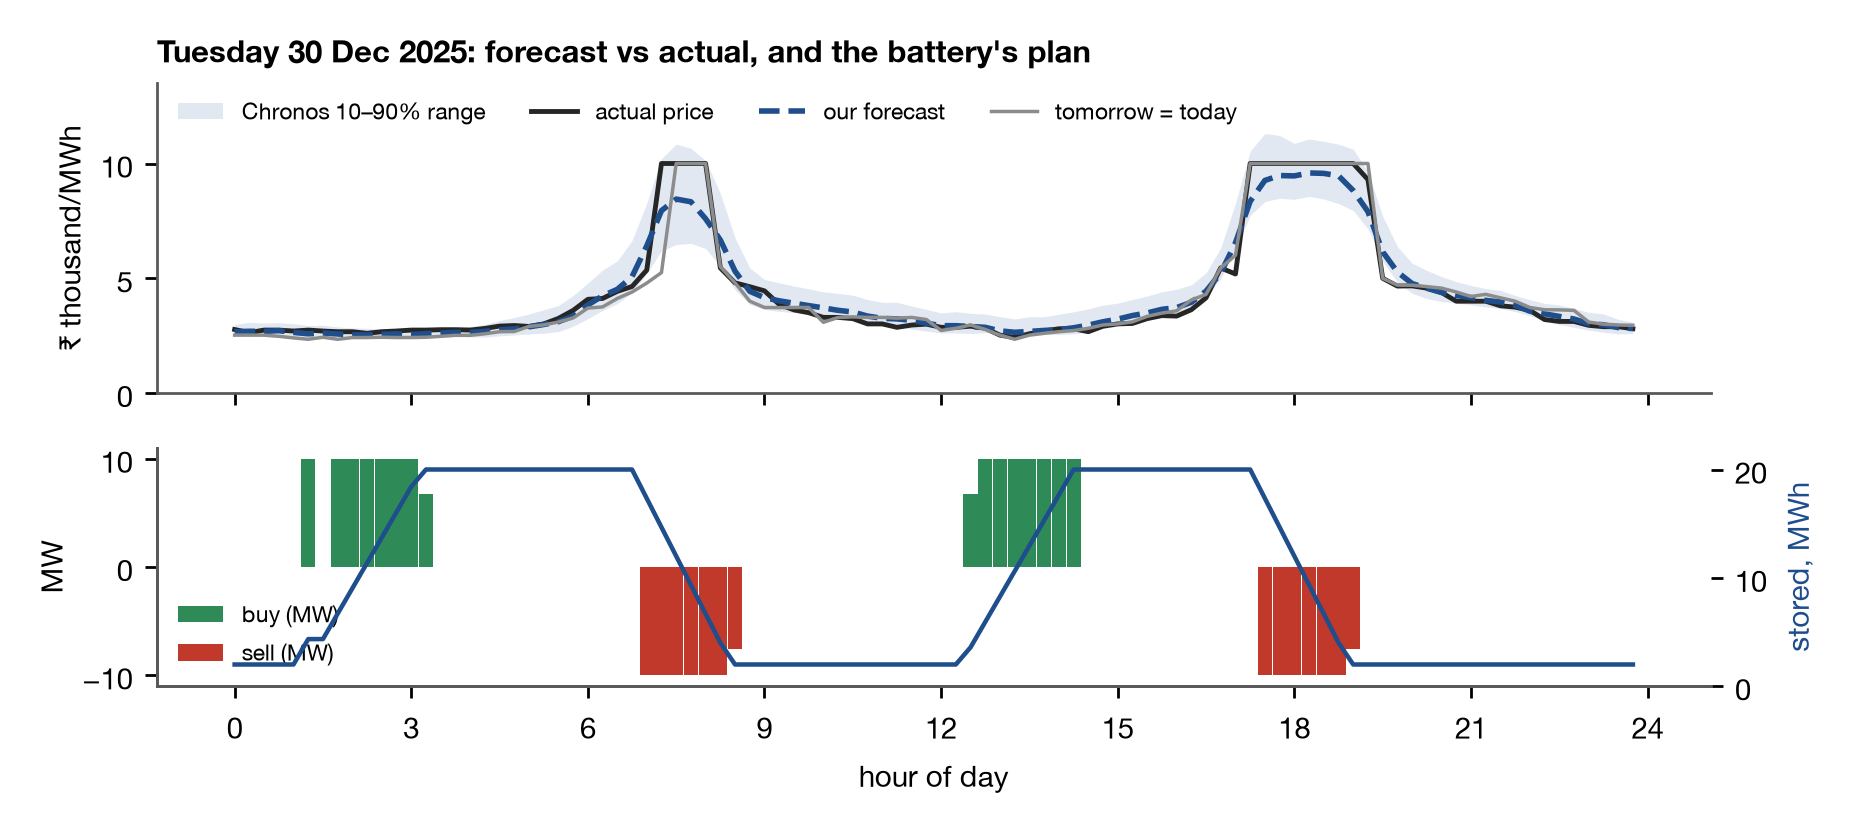 Tuesday 30 Dec 2025: forecast vs actual, and the battery's plan
Chronos 10–90% range
actual price
our forecast
tomorrow = today
₹ thousand/MWh
10
5
0
10
0
−10
MW
buy (MW)
sell (MW)
20
10
0
stored, MWh
0 3 6 9 12 15 18 21 24
hour of day